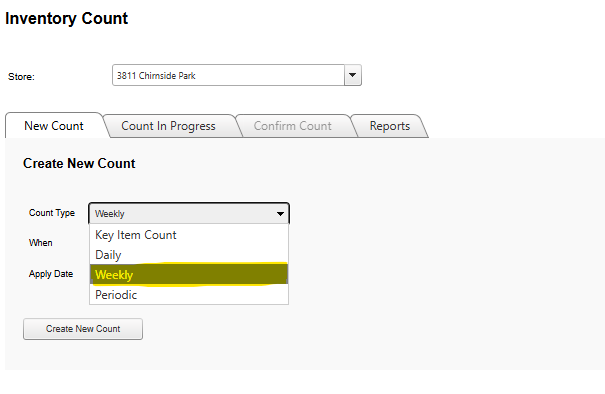 Inventory Count
Store: 3811 Chirnside Park
New Count Count In Progress Confirm Count Reports
Create New Count
Count Type Weekly
Key Item Count
When
Daily
Apply Date Weekly
Periodic
Create New Count